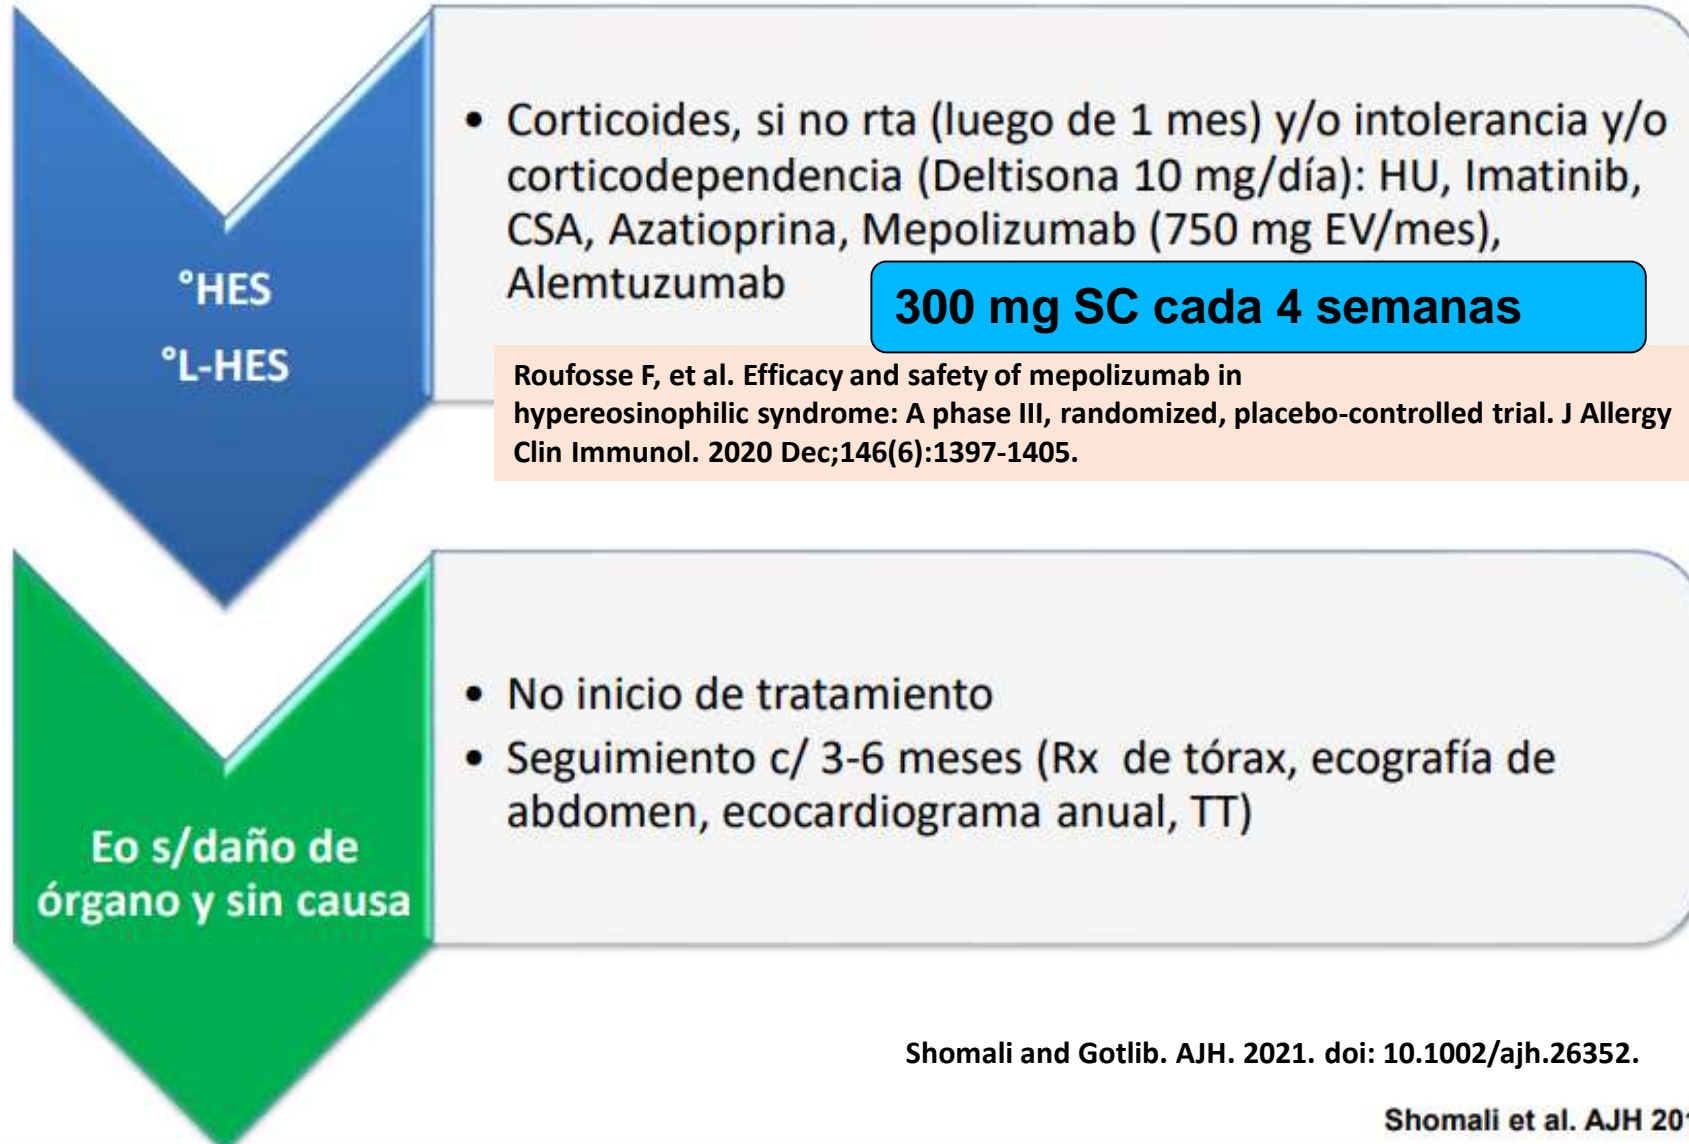 °HES
°L-HES
• Corticoides, si no rta (luego de 1 mes) y/o intolerancia y/o
corticodependencia (Deltisona 10 mg/día): HU, Imatinib,
CSA, Azatioprina, Mepolizumab (750 mg EV/mes),
Alemtuzumab
300 mg SC cada 4 semanas
Roufosse F, et al. Efficacy and safety of mepolizumab in
hypereosinophilic syndrome: A phase III, randomized, placebo-controlled trial. J Allergy
Clin Immunol. 2020 Dec;146(6):1397-1405.
Eo s/daño de
órgano y sin causa
• No inicio de tratamiento
• Seguimiento c/ 3-6 meses (Rx de tórax, ecografía de
abdomen, ecocardiograma anual, TT)
Shomali and Gotlib. AJH. 2021. doi: 10.1002/ajh.26352.
Shomali et al. AJH